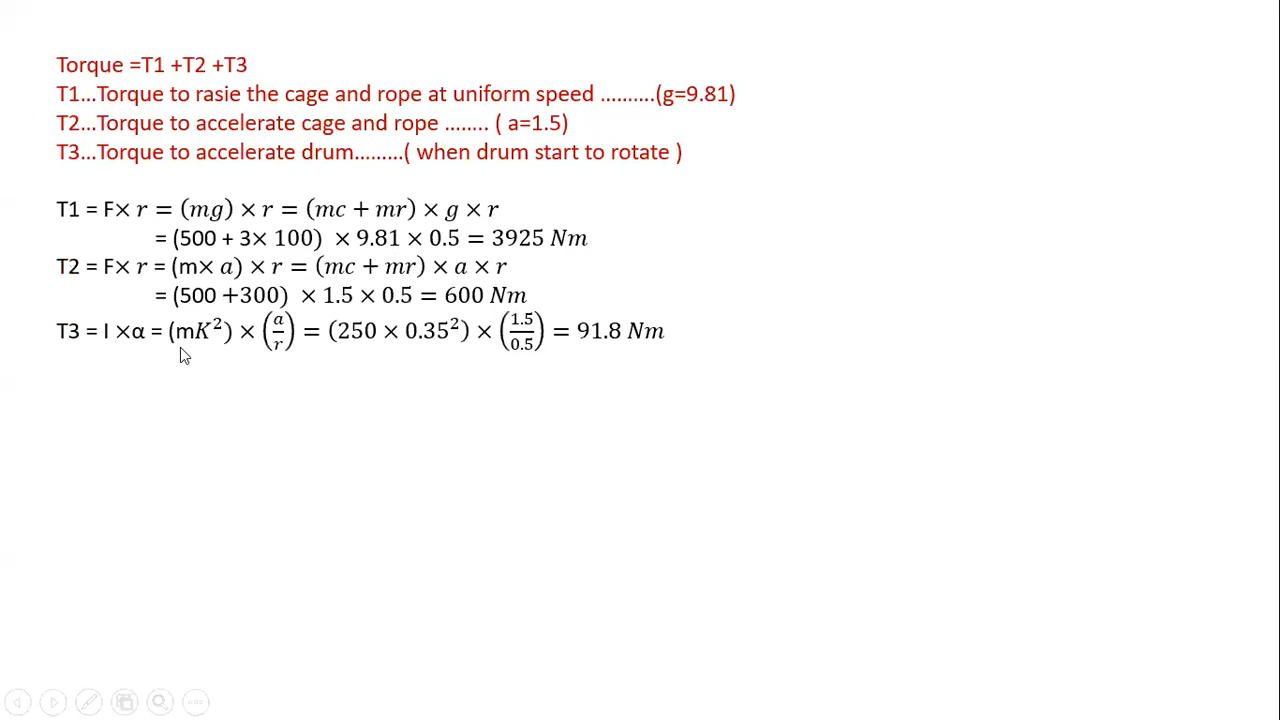 Torque =T1 +T2 +T3
T1...Torque to rasie the cage and rope at uniform speed ..........(g=9.81)
T2...Torque to accelerate cage and rope ........ ( a=1.5)
T3...Torque to accelerate drum.........( when drum start to rotate )
T1 = F× r = (mg) × r = (mc + mr) × g × r
= (500 + 3× 100) × 9.81 × 0.5 = 3925 Nm
T2 = F× r = (m× a) × r = (mc + mr) × a × r
= (500 +300) × 1.5 × 0.5 = 600 Nm
T3 = I ×α = (mK²) × (a/r) = (250 × 0.35²) × (1.5/0.5) = 91.8 Nm